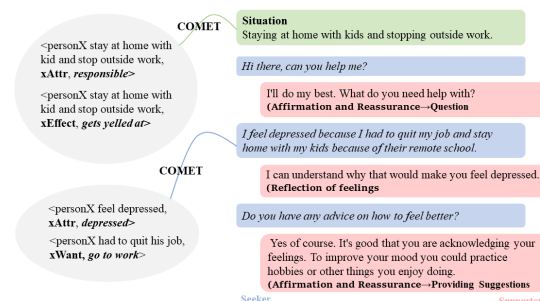 COMET
<personX stay at home with
kid and stop outside work,
xAttr, responsible>
<personX stay at home with
kid and stop outside work,
xEffect, gets yelled at>
Situation
Staying at home with kids and stopping outside work.
Hi there, can you help me?
I'll do my best. What do you need help with?
(Affirmation and Reassurance→Question
I feel depressed because I had to quit my job and stay
home with my kids because of their remote school.
COMET
I can understand why that would make you feel depressed.
(Reflection of feelings
<personX feel depressed,
xAttr, depressed>
<personX had to quit his job,
xWant, go to work>
Do you have any advice on how to feel better?
Yes of course. It's good that you are acknowledging your
feelings. To improve your mood you could practice
hobbies or other things you enjoy doing.
(Affirmation and Reassurance→Providing Suggestions
Seeker